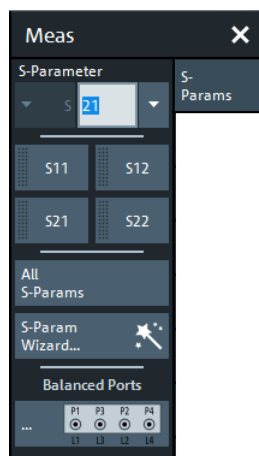 Meas
S-Parameter
S 21
S-
Params
S11 S12
S21 S22
All
S-Params
S-Param
Wizard...
Balanced Ports
... P1 P3 P2 P4
L1 L3 L2 L4